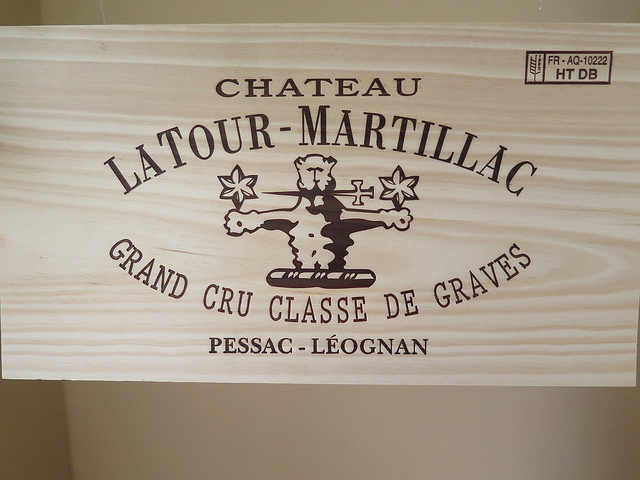 FR - AQ-10222
HT DB
CHATEAU
LATOUR-MARTILLAC
GRAND CRU CLASSE DE GRAVES
PESSAC - LÉOGNAN